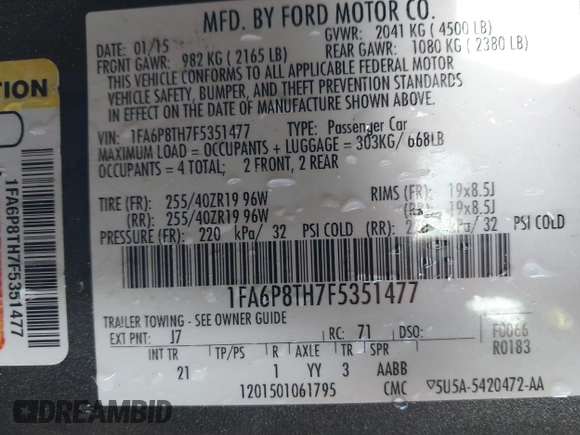 MFD. BY FORD MOTOR CO.
DATE: 01/15 GVWR: 2041 KG ( 4500 LB)
FRONT GAWR: 982 KG ( 2165 LB) REAR GAWR: 1080 KG ( 2380LB)
THIS VEHICLE CONFORMS TO ALL APPLICABLE FEDERAL MOTOR
VEHICLE SAFETY, BUMPER, AND THEFT PREVENTION STANDARDS
IN EFFECT ON THE DATE OF MANUFACTURE SHOWN ABOVE.
VIN: 1FA6P8TH7F5351477 TYPE: Passenger Car
MAXIMUM LOAD = OCCUPANTS + LUGGAGE = 303KG/ 668LB
OCCUPANTS = 4 TOTAL; 2 FRONT, 2 REAR
TIRE (FR): 255/40ZR19 96W RIMS (FR): 19x8.5J
(RR): 255/40ZR19 96W (RR): 19x8.5J
PRESSURE (FR): 220 kPa/ 32 PSI COLD (RR): kPa/ 32 PSI COLD
1FA6P8TH7F5351477
TRAILER TOWING - SEE OWNER GUIDE
EXT PNT: J7 RC: 71 DSO: F0066
R0183
INT TR TP/PS R AXLE TR SPR
21 1 YY 3 AABB
1201501061795 CMC ▽5U5A-5420472-AA
1FA6P8TH7F5351477
DREAMBID